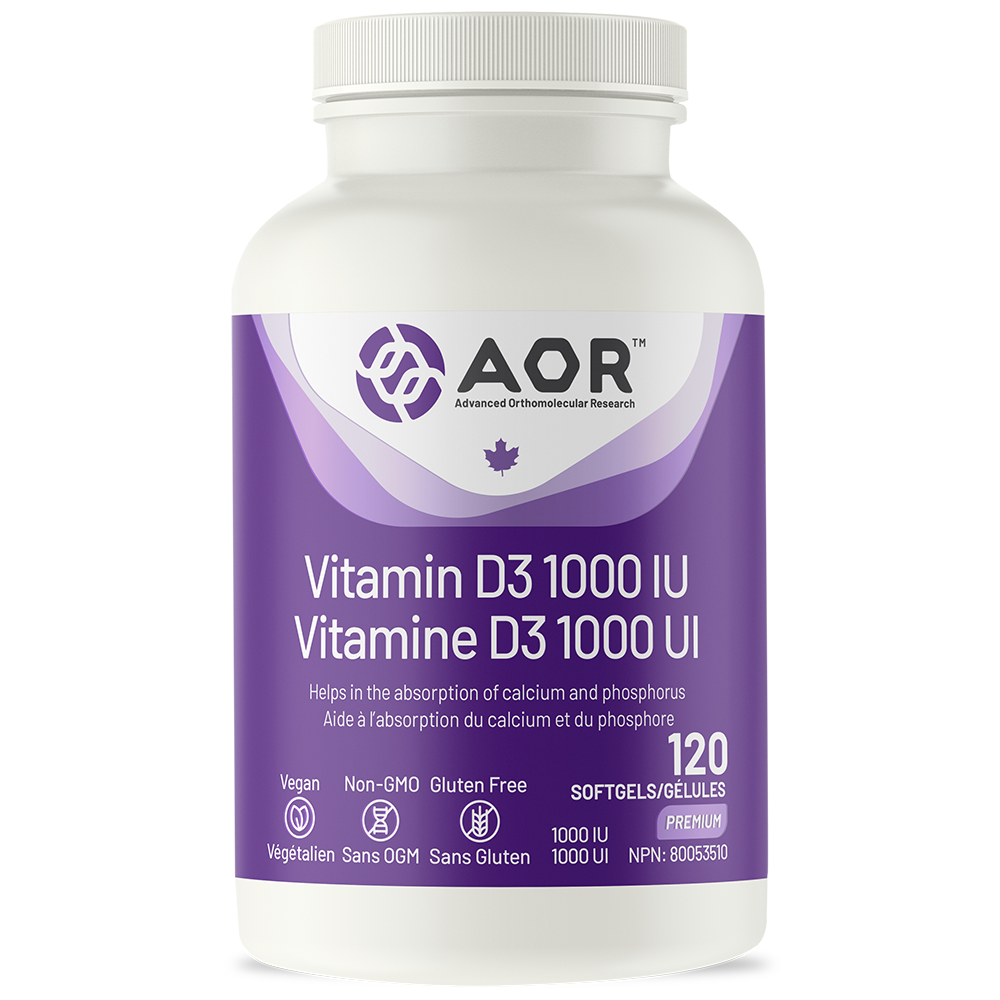 AOR™
Advanced Orthomolecular Research
Vitamin D3 1000 IU
Vitamine D3 1000 UI
Helps in the absorption of calcium and phosphorus
Aide à l'absorption du calcium et du phosphore
120
SOFTGELS/GÉLULES
PREMIUM
Vegan Non-GMO Gluten Free
Végétalien Sans OGM Sans Gluten
1000 IU
1000 UI NPN: 80053510